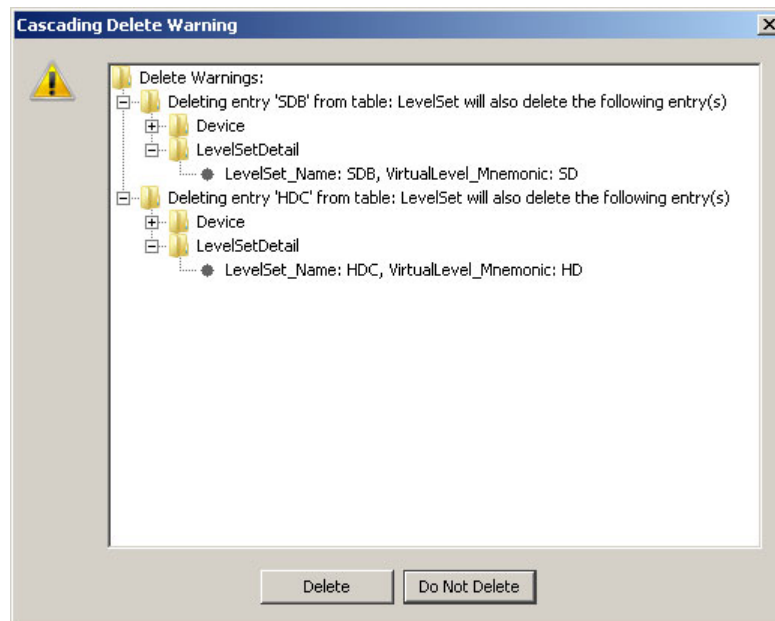 Cascading Delete Warning
Delete Warnings:
Deleting entry 'SDB' from table: LevelSet will also delete the following entry(s)
Device
LevelSetDetail
LevelSet_Name: SDB, VirtualLevel_Mnemonic: SD
Deleting entry 'HDC' from table: LevelSet will also delete the following entry(s)
Device
LevelSetDetail
LevelSet_Name: HDC, VirtualLevel_Mnemonic: HD
Delete Do Not Delete